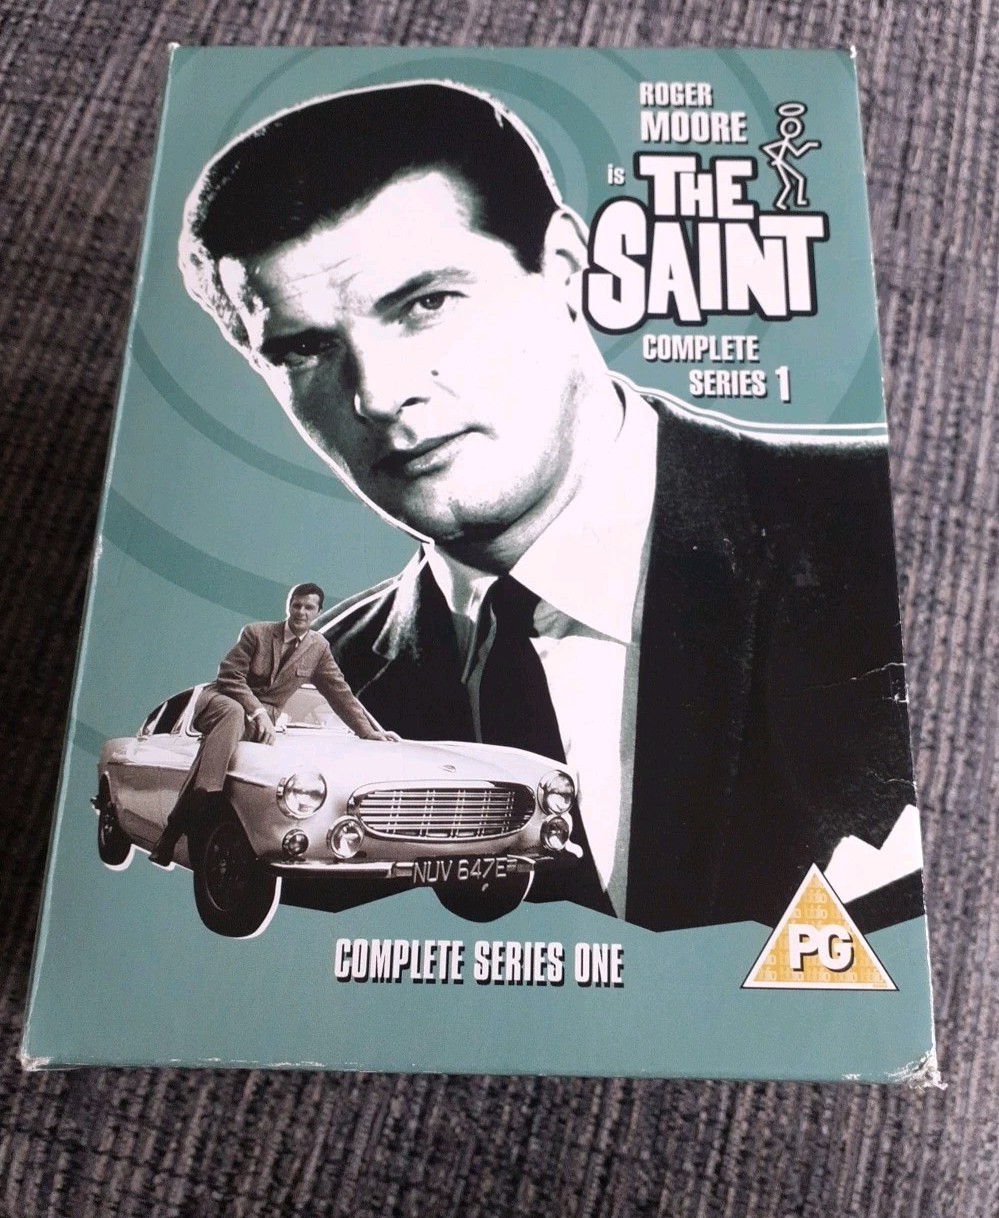 ROGER
MOORE
is THE
SAINT
COMPLETE
SERIES 1
NUV 647E
COMPLETE SERIES ONE
PG